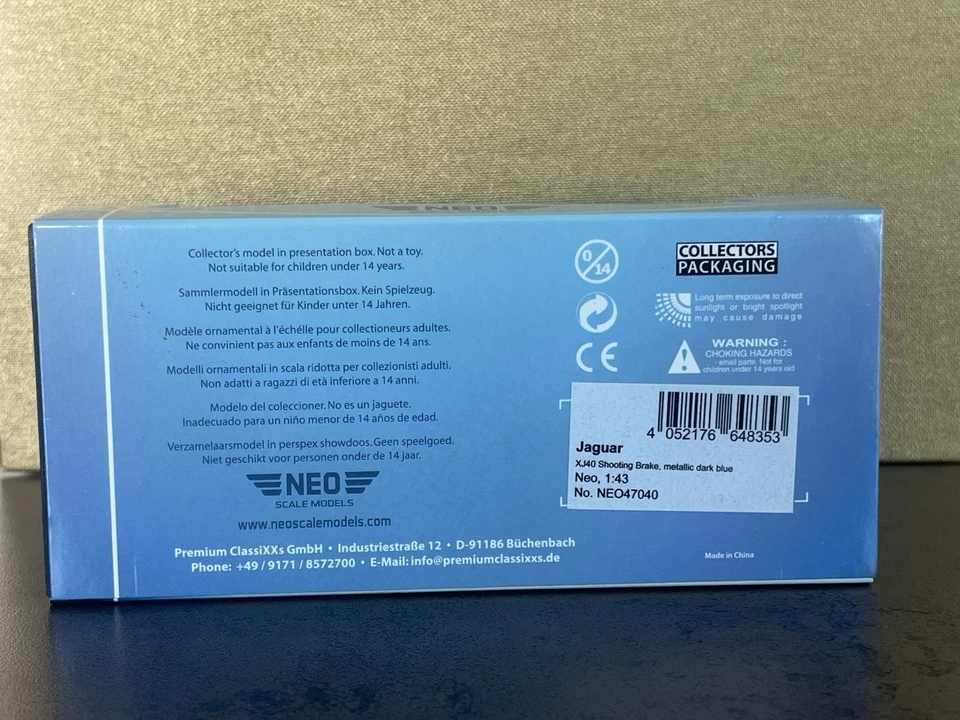 NEO
Collector's model in presentation box. Not a toy.
Not suitable for children under 14 years.
Sammlermodell in Präsentationsbox. Kein Spielzeug.
Nicht geeignet für Kinder unter 14 Jahren.
Modèle ornamental à l'échélle pour collectioneurs adultes.
Ne convienient pas aux enfants de moins de 14 ans.
Modelli ornamentali in scala ridotta per collezionisti adulti.
Non adatti a ragazzi di età inferiore a 14 anni.
Modelo del coleccioner. No es un jaguete.
Inadecuado para un niño menor de 14 años de edad.
Verzamelaarsmodel in perspex showdoos. Geen speelgoed.
Niet geschikt voor personen onder de 14 jaar.
NEO
SCALE MODELS
www.neoscalemodels.com
Premium ClassiXXs GmbH • Industriestraße 12 • D-91186 Büchenbach
Phone: +49 / 9171 / 8572700 • E-Mail: info@premiumclassixxs.de
0/14
CE
COLLECTORS
PACKAGING
Long term exposure to direct
sunlight or bright spotlight
may cause damage
WARNING :
CHOKING HAZARDS
- small parts. Not for
children under 14 years old
4 052176 648353
Jaguar
XJ40 Shooting Brake, metallic dark blue
Neo, 1:43
No. NEO47040
Made in China